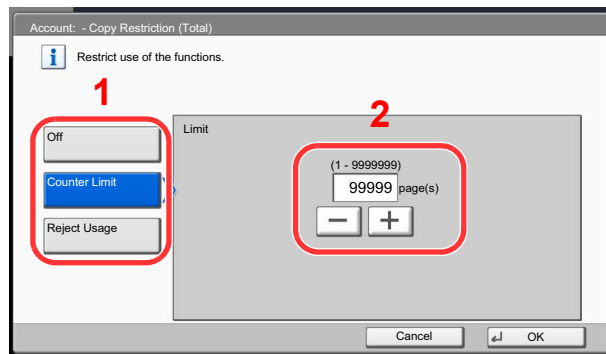 Account: - Copy Restriction (Total)
Restrict use of the functions.
1
2
Off
Limit
(1 - 9999999)
99999 page(s)
Counter Limit
Reject Usage
Cancel
OK